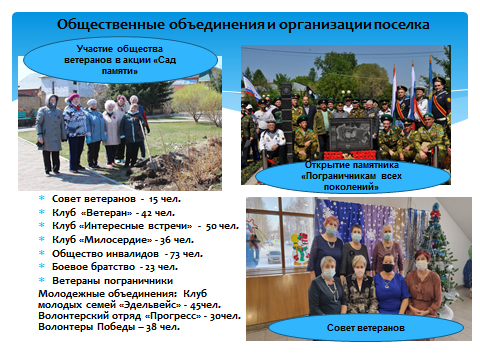 Общественные объединения и организации поселка
Участие общества
ветеранов в акции «Сад
памяти»
Открытие памятника
«Пограничникам всех
поколений»
Совет ветеранов - 15 чел.
Клуб «Ветеран» - 42 чел.
Клуб «Интересные встречи» - 50 чел.
Клуб «Милосердие» - 36 чел.
Общество инвалидов - 73 чел.
Боевое братство - 23 чел.
Ветераны пограничники
Молодежные объединения: Клуб
молодых семей «Эдельвейс» - 45чел.
Волонтерский отряд «Прогресс» - 30чел.
Волонтеры Победы – 38 чел.
Совет ветеранов